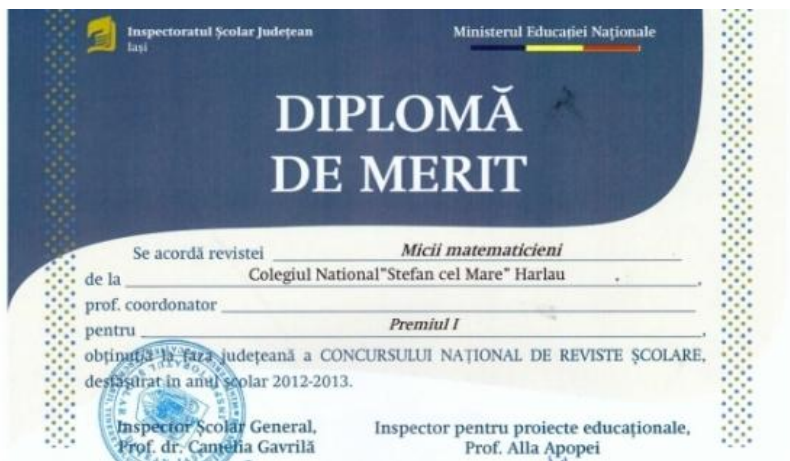 Inspectoratul Școlar Județean
Iași
Ministerul Educației Naționale
DIPLOMĂ
DE MERIT
Se acordă revistei Micii matematicieni
de la Colegiul National"Stefan cel Mare" Harlau ,
prof. coordonator
pentru Premiul I ,
obținut la faza județeană a CONCURSULUI NAȚIONAL DE REVISTE ȘCOLARE,
desfășurat în anul școlar 2012-2013.
Inspector Școlar General,
Prof. dr. Camelia Gavrilă
Inspector pentru proiecte educaționale,
Prof. Alla Apopei